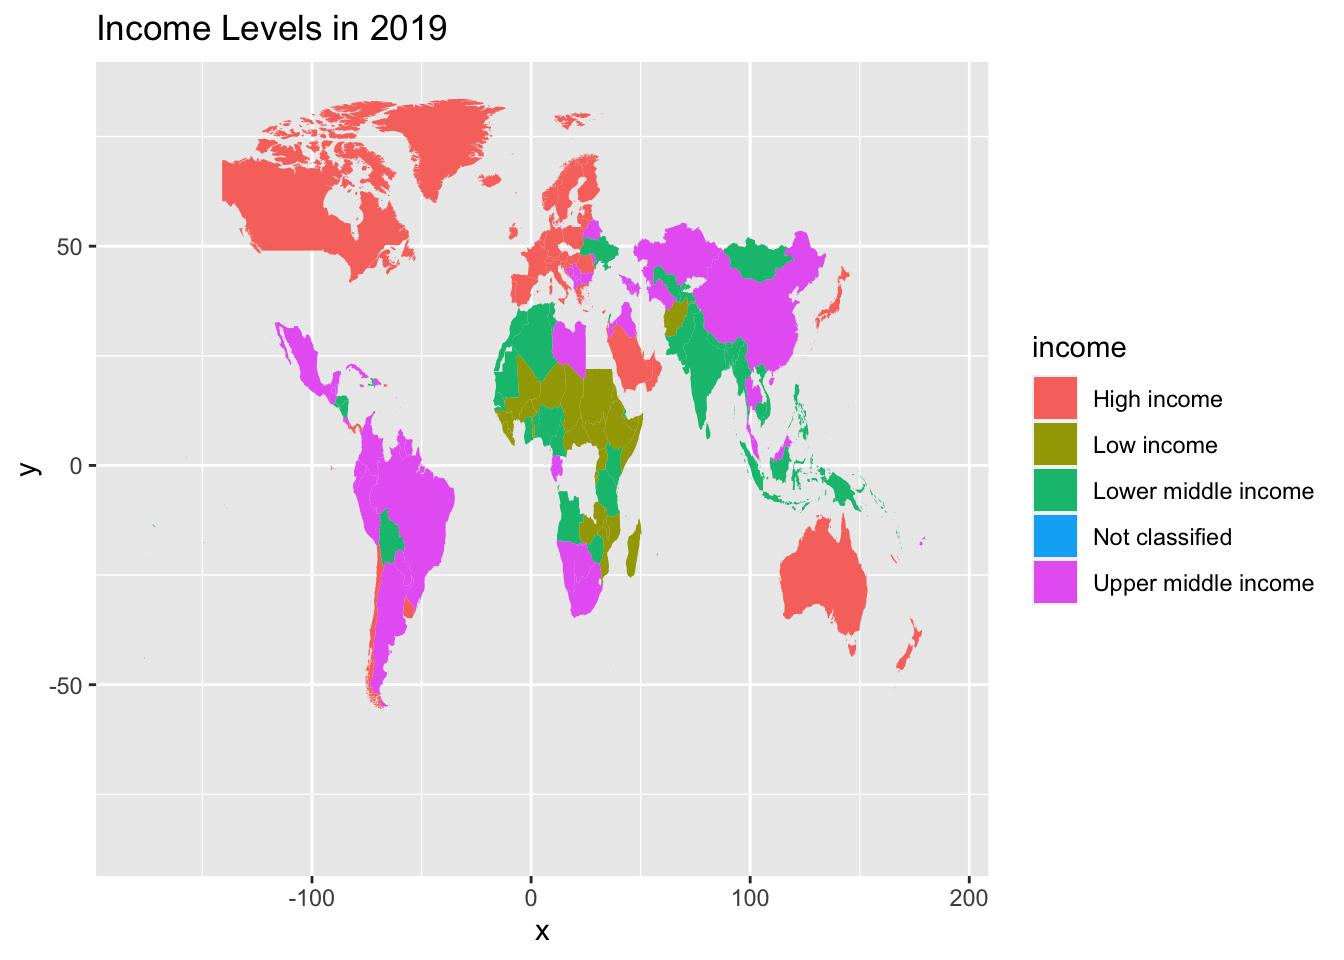 Income Levels in 2019
50
0
-50
y
-100
0
100
200
x
income
High income
Low income
Lower middle income
Not classified
Upper middle income